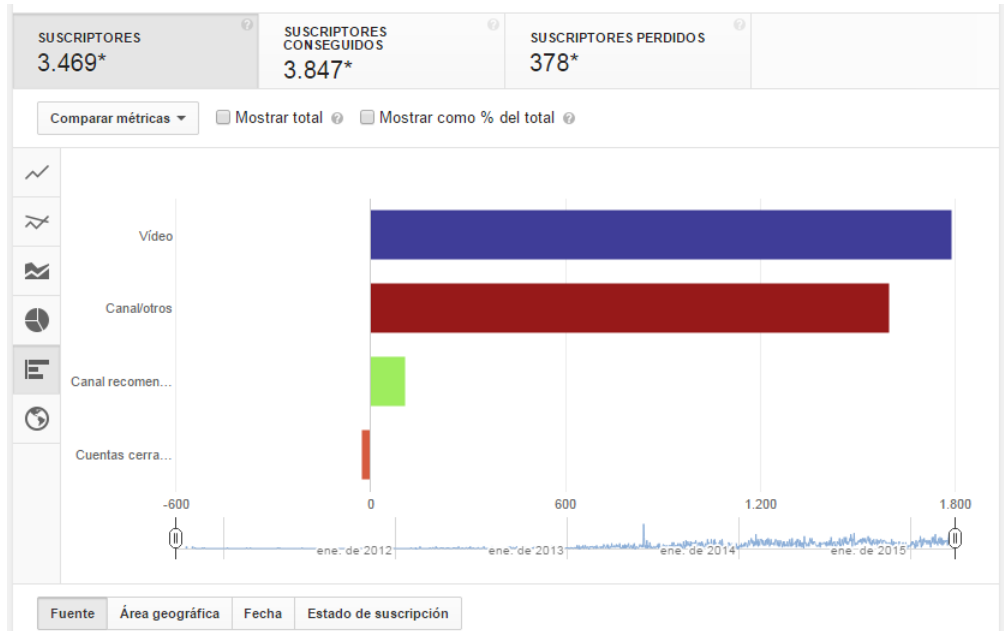 SUSCRIPTORES
3.469*
SUSCRIPTORES
CONSEGUIDOS
3.847*
SUSCRIPTORES PERDIDOS
378*
Comparar métricas
Mostrar total
Mostrar como % del total
Vídeo
Canal/otros
Canal recomen...
Cuentas cerra...
-600 0 600 1.200 1.800
ene. de 2012 ene. de 2013 ene. de 2014 ene. de 2015
Fuente Área geográfica Fecha Estado de suscripción